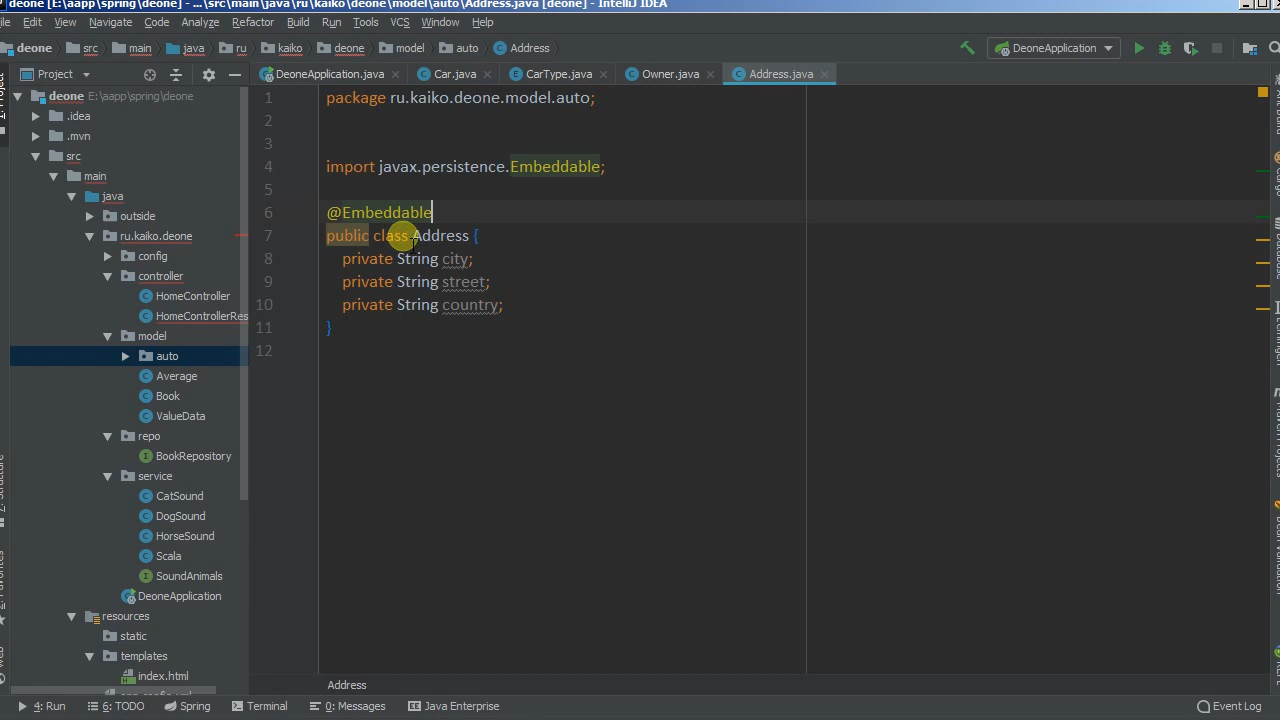 deone [E:\aapp\spring\deone] - ...\src\main\java\ru\kaiko\deone\model\auto\Address.java [deone] - IntelliJ IDEA
Edit View Navigate Code Analyze Refactor Build Run Tools VCS Window Help
deone src main java ru kaiko deone model auto Address DeoneApplication
Project DeoneApplication.java Car.java CarType.java Owner.java Address.java
deone E:\aapp\spring\deone
.idea
.mvn
src
main
java
outside
ru.kaiko.deone
config
controller
HomeController
HomeControllerRes
model
auto
Average
Book
ValueData
repo
BookRepository
service
CatSound
DogSound
HorseSound
Scala
SoundAnimals
DeoneApplication
resources
static
templates
index.html
1 package ru.kaiko.deone.model.auto;
2
3
4 import javax.persistence.Embeddable;
5
6 @Embeddable
7 public class Address {
8 private String city;
9 private String street;
10 private String country;
11 }
12
Address
4: Run 6: TODO Spring Terminal 0: Messages Java Enterprise Event Log